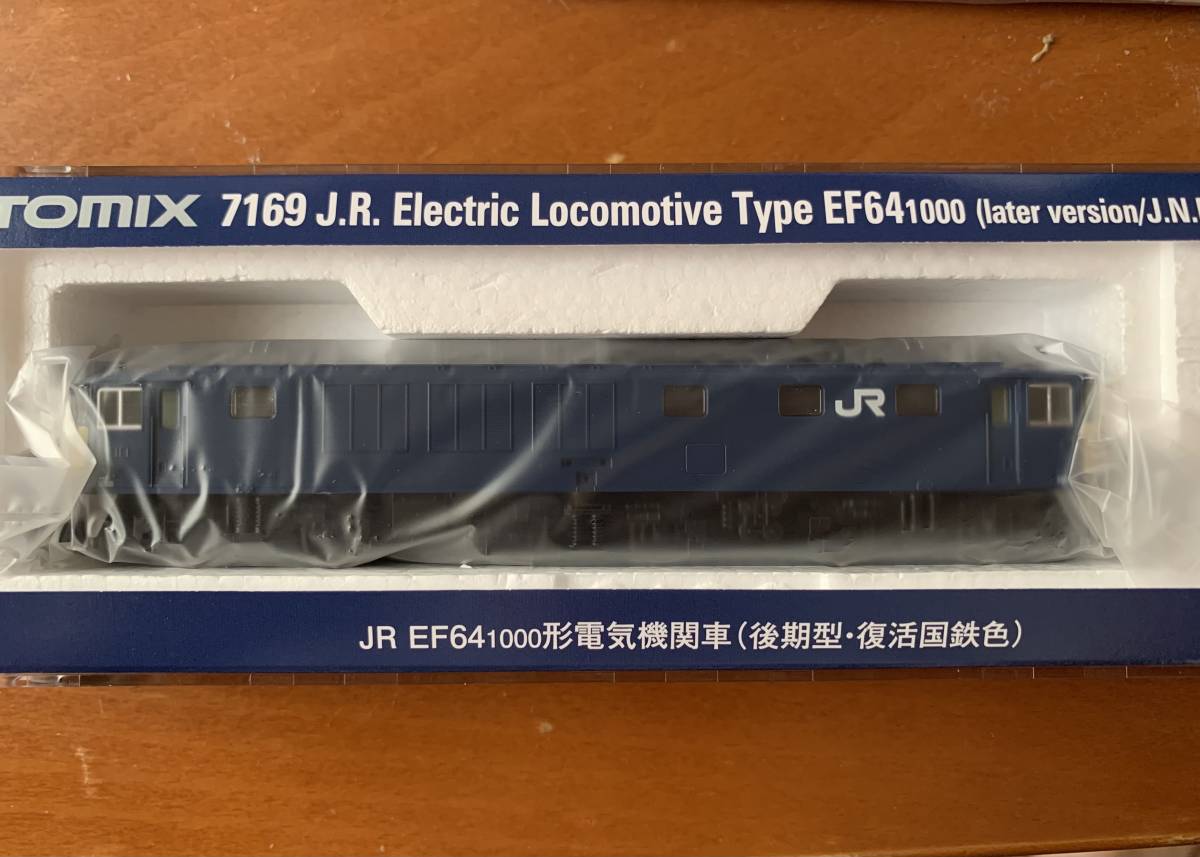 TOMIX 7169 J.R. Electric Locomotive Type EF641000 (later version/J.N.
JR
JR EF641000形電気機関車(後期型・復活国鉄色)